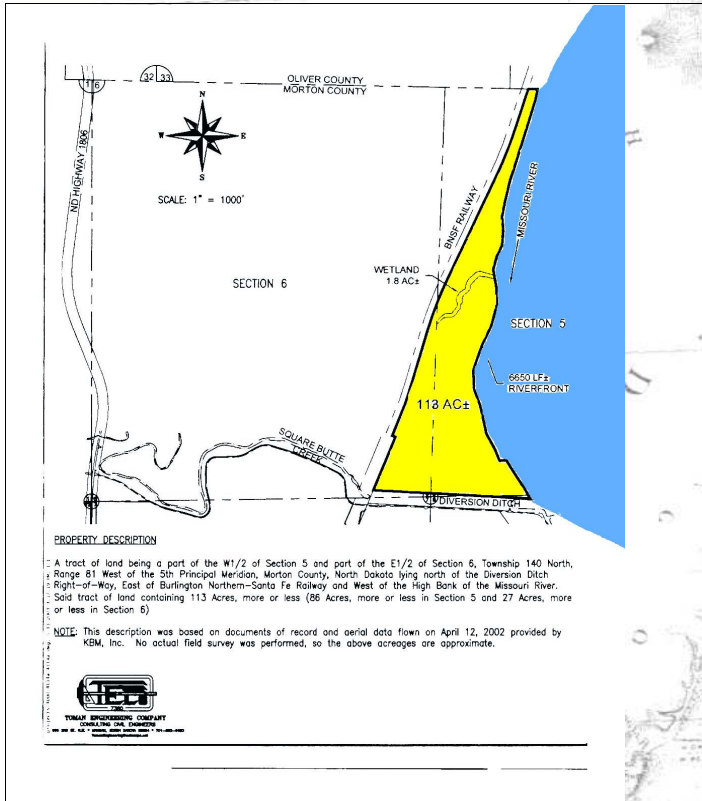 32 33
1 6
OLIVER COUNTY
MORTON COUNTY
N
W E
S
SCALE: 1" = 1000'
ND HIGHWAY 1806
BNSF RAILWAY
MISSOURI RIVER
WETLAND
1.8 AC±
SECTION 6
SECTION 5
6650 LF±
RIVERFRONT
113 AC±
SQUARE BUTTE
CREEK
DIVERSION DITCH
PROPERTY DESCRIPTION
A tract of land being a part of the W1/2 of Section 5 and part of the E1/2 of Section 6, Township 140 North,
Range 81 West of the 5th Principal Meridian, Morton County, North Dakota lying north of the Diversion Ditch
Right-of-Way, East of Burlington Northern-Santa Fe Railway and West of the High Bank of the Missouri River.
Said tract of land containing 113 Acres, more or less (86 Acres, more or less in Section 5 and 27 Acres, more
or less in Section 6)
NOTE: This description was based on documents of record and aerial data flown on April 12, 2002 provided by
KBM, Inc. No actual field survey was performed, so the above acreages are approximate.
TOMAN ENGINEERING COMPANY
CONSULTING CIVIL ENGINEERS